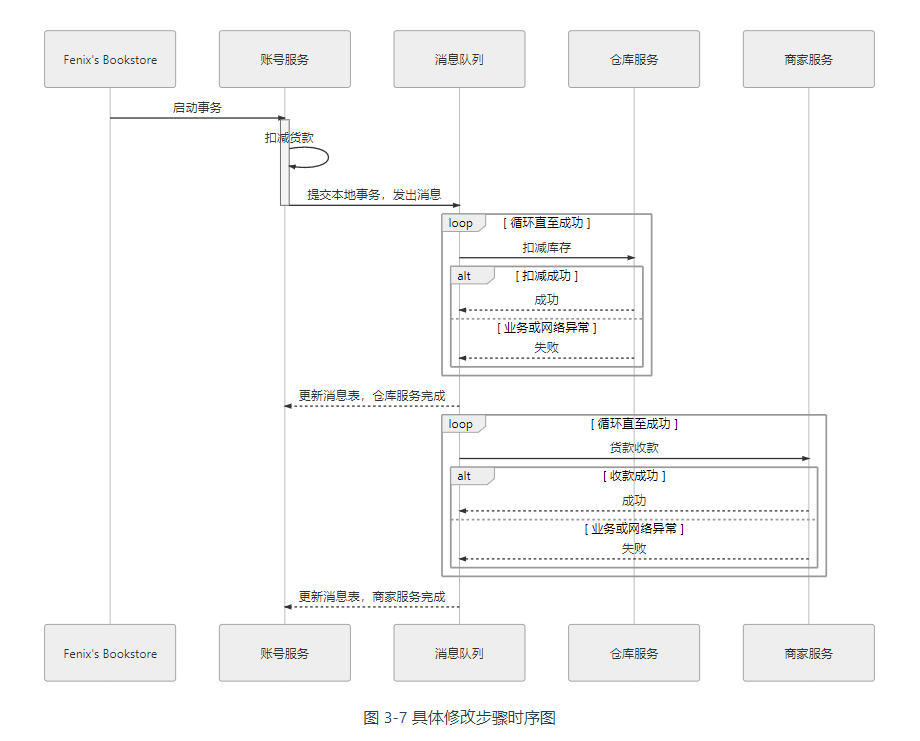 Fenix's Bookstore
账号服务
消息队列
仓库服务
商家服务
启动事务
扣减货款
提交本地事务，发出消息
loop
[ 循环直至成功 ]
扣减库存
alt
[ 扣减成功 ]
成功
[ 业务或网络异常 ]
失败
更新消息表，仓库服务完成
loop
[ 循环直至成功 ]
货款收款
alt
[ 收款成功 ]
成功
[ 业务或网络异常 ]
失败
更新消息表，商家服务完成
Fenix's Bookstore
账号服务
消息队列
仓库服务
商家服务
图 3-7 具体修改步骤时序图